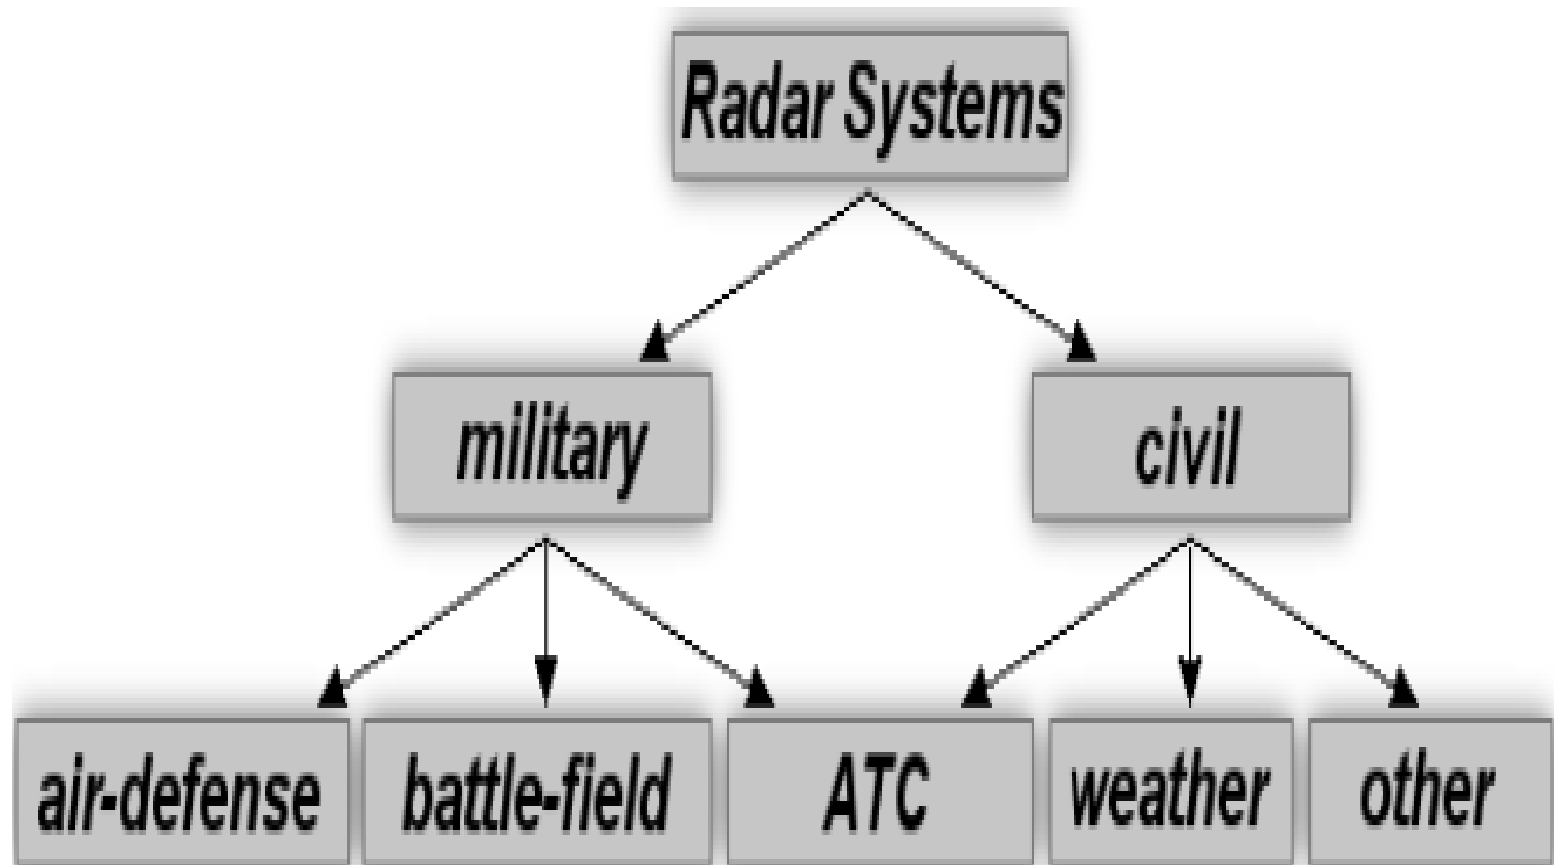 Radar Systems
military
civil
air-defense
battle-field
ATC
weather
other